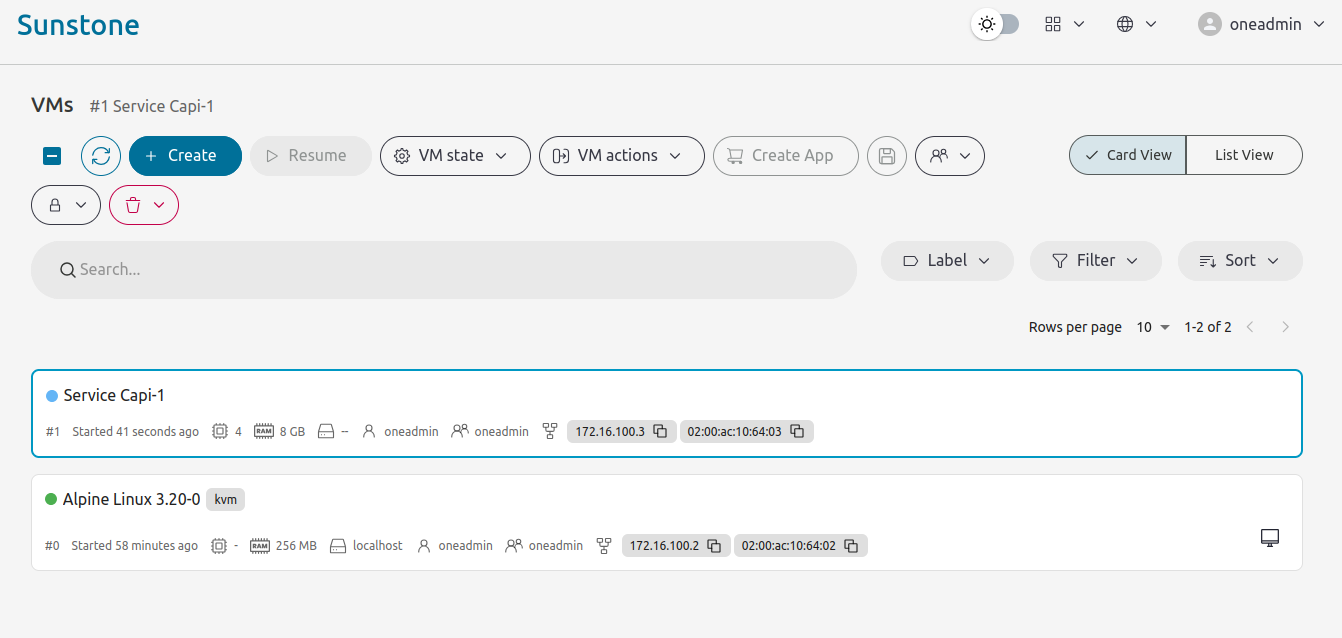 Sunstone
oneadmin
VMs #1 Service Capi-1
Create Resume VM state VM actions Create App Card View List View
Search...
Label Filter Sort
Rows per page 10 1-2 of 2
Service Capi-1
#1 Started 41 seconds ago 4 RAM 8 GB -- oneadmin oneadmin 172.16.100.3 02:00:ac:10:64:03
Alpine Linux 3.20-0 kvm
#0 Started 58 minutes ago - RAM 256 MB localhost oneadmin oneadmin 172.16.100.2 02:00:ac:10:64:02